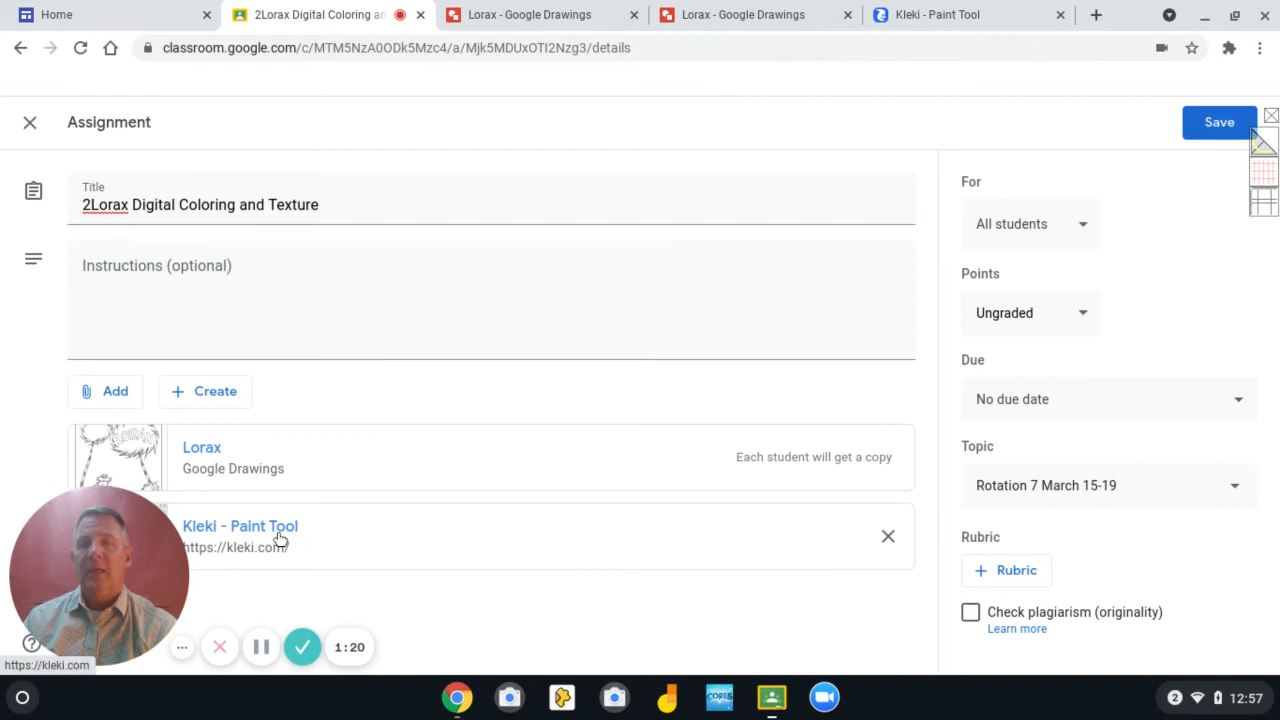 Home
2Lorax Digital Coloring an
Lorax - Google Drawings
Lorax - Google Drawings
Kleki - Paint Tool
classroom.google.com/c/MTM5NzA0ODk5Mzc4/a/Mjk5MDUxOTI2Nzg3/details
Assignment
Save
Title
2Lorax Digital Coloring and Texture
Instructions (optional)
Add
Create
Lorax
Google Drawings
Each student will get a copy
Kleki - Paint Tool
https://kleki.com
For
All students
Points
Ungraded
Due
No due date
Topic
Rotation 7 March 15-19
Rubric
Rubric
Check plagiarism (originality)
Learn more
1:20
https://kleki.com
CORE5
2
12:57